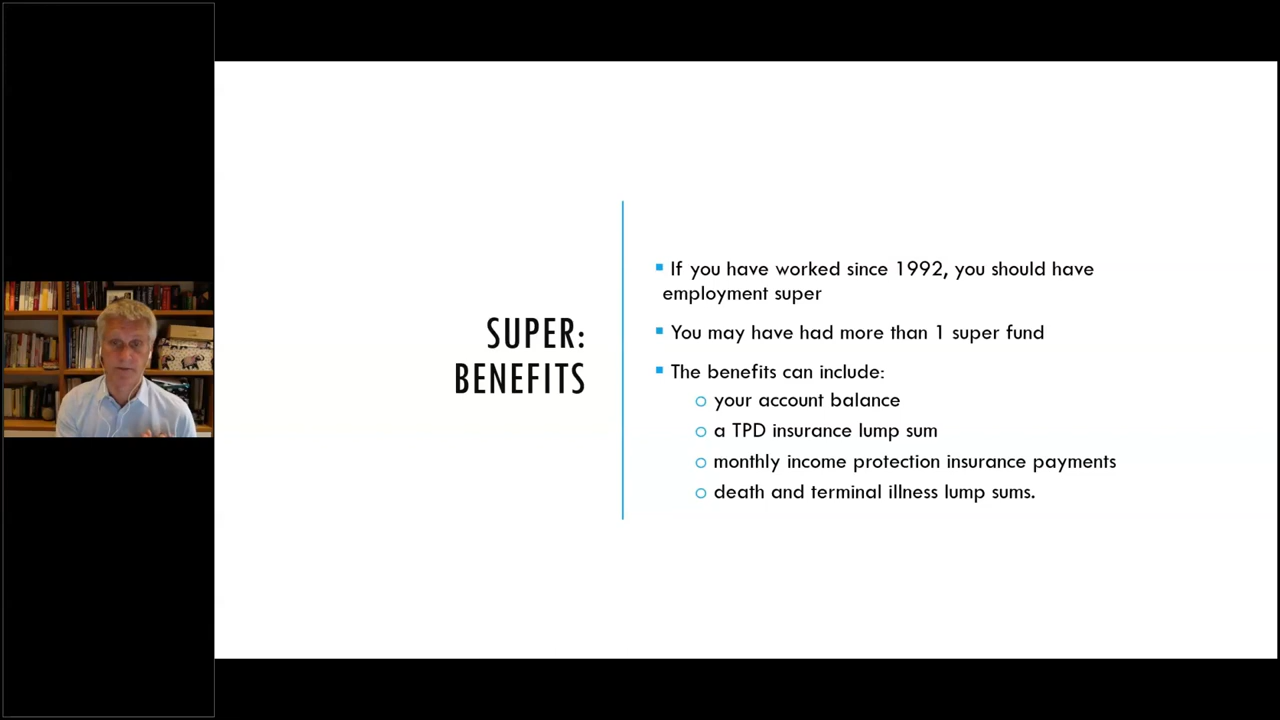 SUPER:
BENEFITS
If you have worked since 1992, you should have
employment super
You may have had more than 1 super fund
The benefits can include:
your account balance
a TPD insurance lump sum
monthly income protection insurance payments
death and terminal illness lump sums.